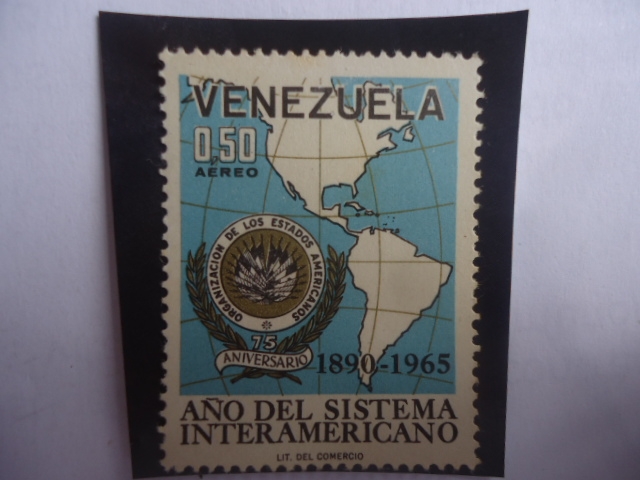 VENEZUELA
0,50
AEREO
ORGANIZACION DE LOS ESTADOS AMERICANOS
75
ANIVERSARIO
1890-1965
AÑO DEL SISTEMA
INTERAMERICANO
LIT. DEL COMERCIO